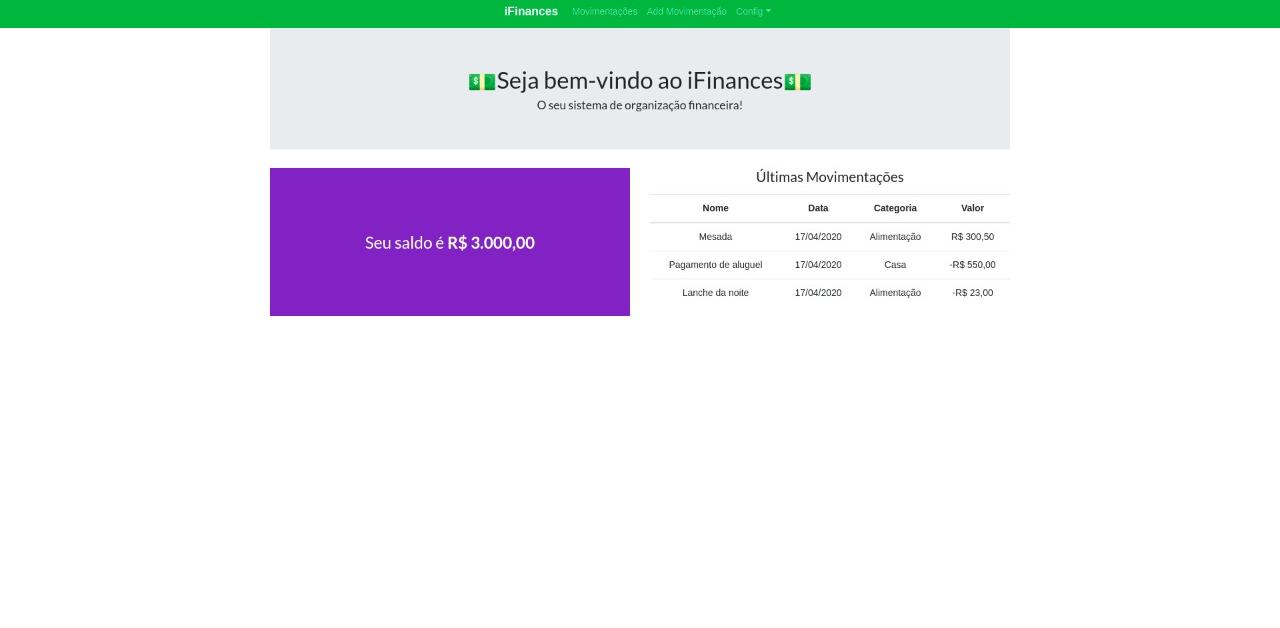 iFinances Movimentações Add Movimentação Config
💵Seja bem-vindo ao iFinances💵
O seu sistema de organização financeira!
Seu saldo é R$ 3.000,00
Últimas Movimentações
Nome Data Categoria Valor
Mesada 17/04/2020 Alimentação R$ 300,50
Pagamento de aluguel 17/04/2020 Casa -R$ 550,00
Lanche da noite 17/04/2020 Alimentação -R$ 23,00